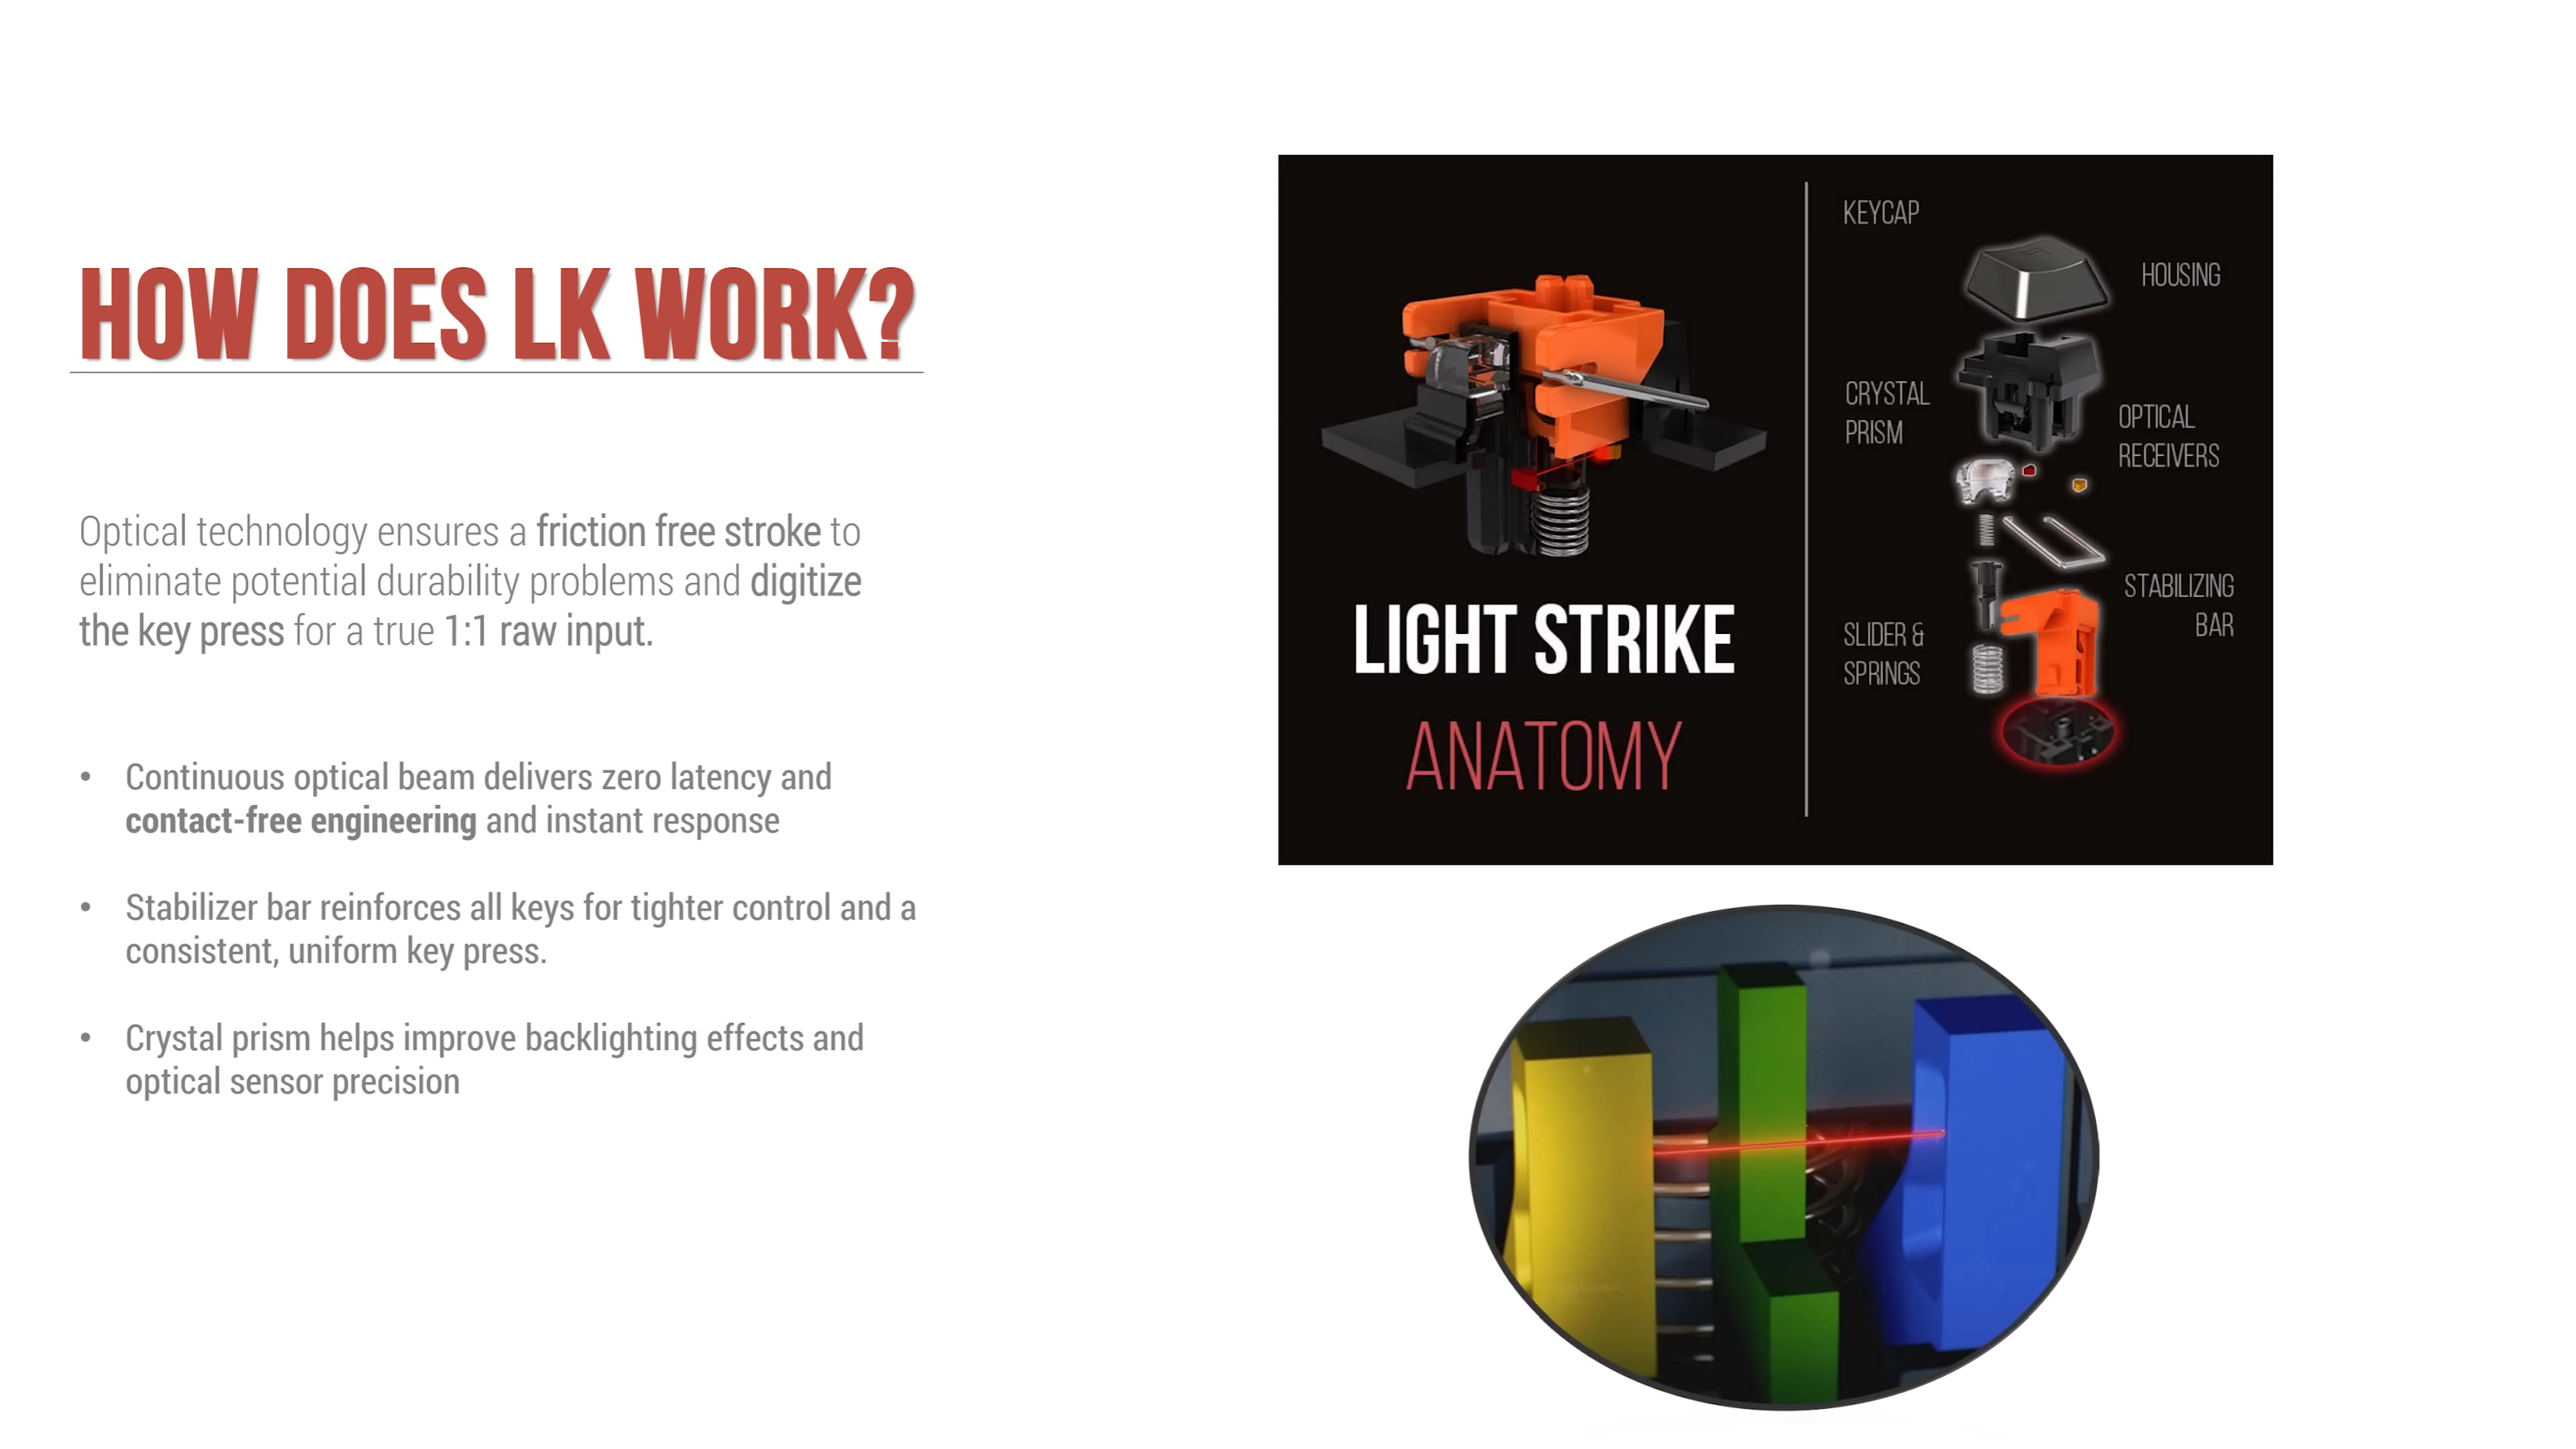 HOW DOES LK WORK?
Optical technology ensures a friction free stroke to
eliminate potential durability problems and digitize
the key press for a true 1:1 raw input.
• Continuous optical beam delivers zero latency and
contact-free engineering and instant response
• Stabilizer bar reinforces all keys for tighter control and a
consistent, uniform key press.
• Crystal prism helps improve backlighting effects and
optical sensor precision
LIGHT STRIKE
ANATOMY
KEYCAP
HOUSING
CRYSTAL
PRISM
OPTICAL
RECEIVERS
STABILIZING
BAR
SLIDER &
SPRINGS